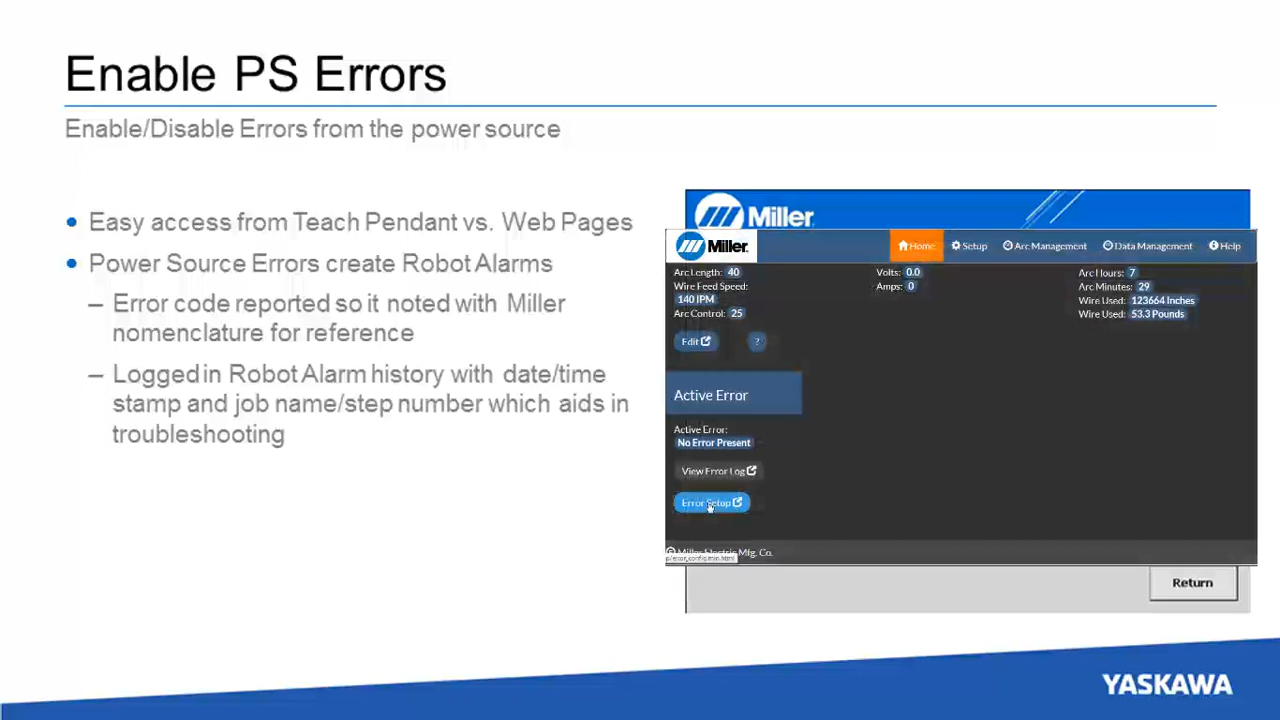 Enable PS Errors
Enable/Disable Errors from the power source
• Easy access from Teach Pendant vs. Web Pages
• Power Source Errors create Robot Alarms
– Error code reported so it noted with Miller
nomenclature for reference
– Logged in Robot Alarm history with date/time
stamp and job name/step number which aids in
troubleshooting
Miller
Miller
Home
Setup
Arc Management
Data Management
Help
Arc Length: 40
Wire Feed Speed:
140 IPM
Arc Control: 25
Edit
?
Volts: 0.0
Amps: 0
Arc Hours: 7
Arc Minutes: 29
Wire Used: 123664 Inches
Wire Used: 53.3 Pounds
Active Error
Active Error:
No Error Present
View Error Log
Error Setup
Miller Electric Mfg. Co.
Return
YASKAWA